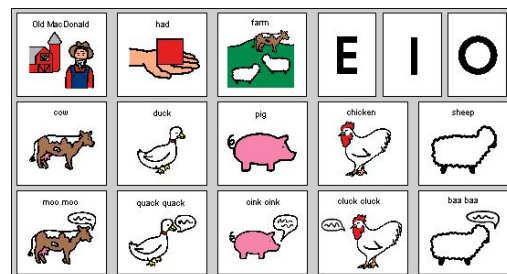 Old MacDonald had farm E I O
cow duck pig chicken sheep
moo moo quack quack oink oink cluck cluck baa baa